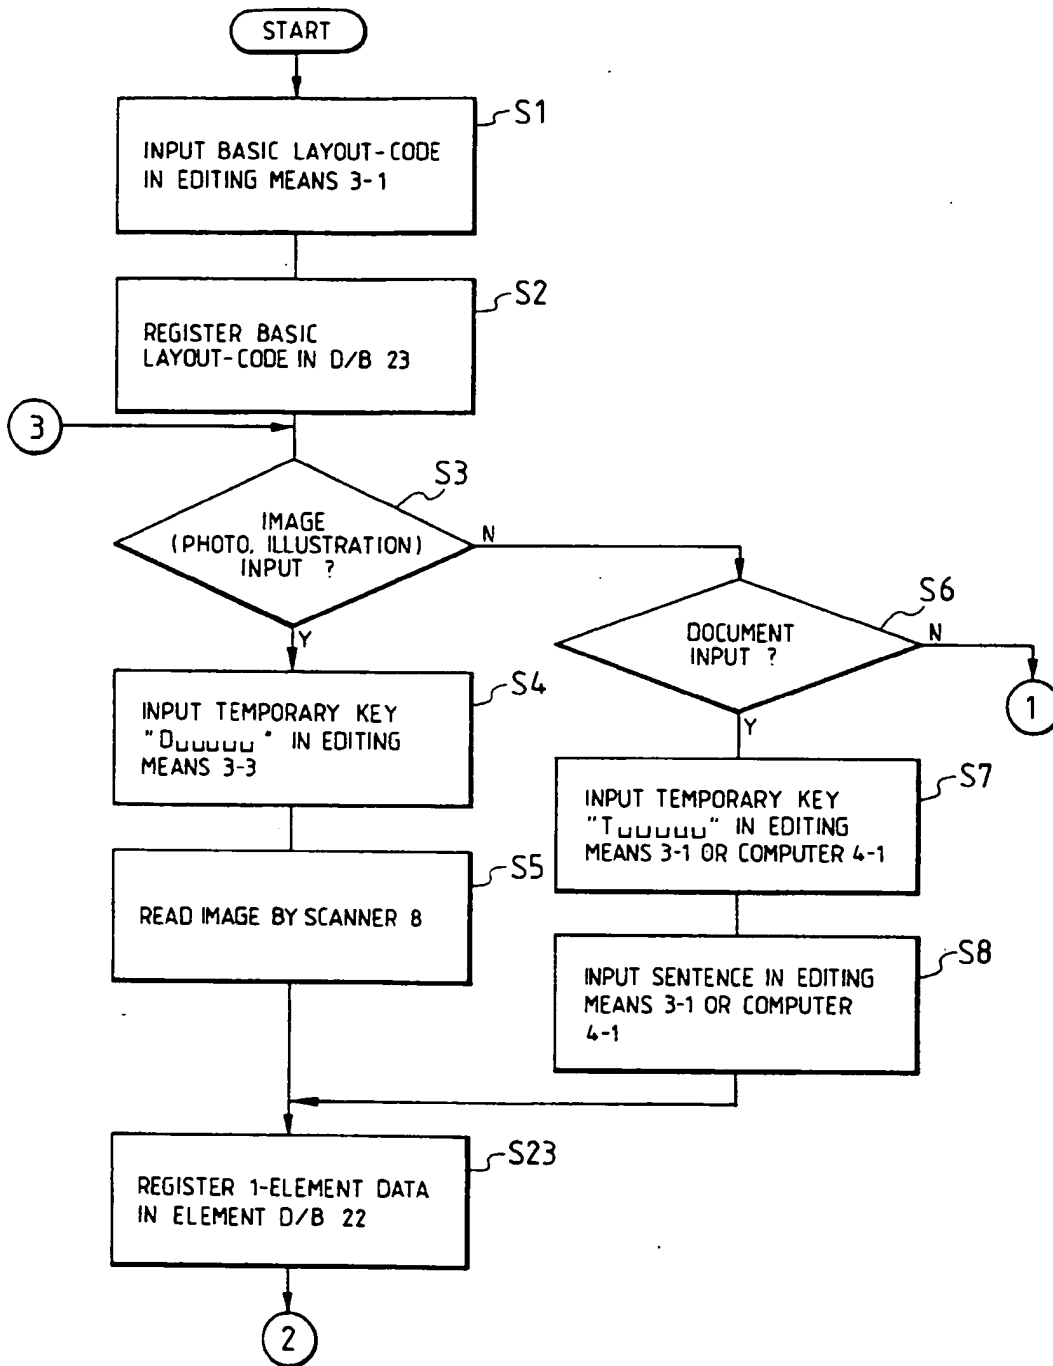 START
S1
INPUT BASIC LAYOUT-CODE
IN EDITING MEANS 3-1
S2
REGISTER BASIC
LAYOUT-CODE IN D/B 23
3
S3
IMAGE
(PHOTO, ILLUSTRATION)
INPUT ?
N
Y
S6
DOCUMENT
INPUT ?
N
Y
1
S4
INPUT TEMPORARY KEY
"D␣␣␣␣␣" IN EDITING
MEANS 3-3
S7
INPUT TEMPORARY KEY
"T␣␣␣␣␣" IN EDITING
MEANS 3-1 OR COMPUTER 4-1
S5
READ IMAGE BY SCANNER 8
S8
INPUT SENTENCE IN EDITING
MEANS 3-1 OR COMPUTER
4-1
S23
REGISTER 1-ELEMENT DATA
IN ELEMENT D/B 22
2